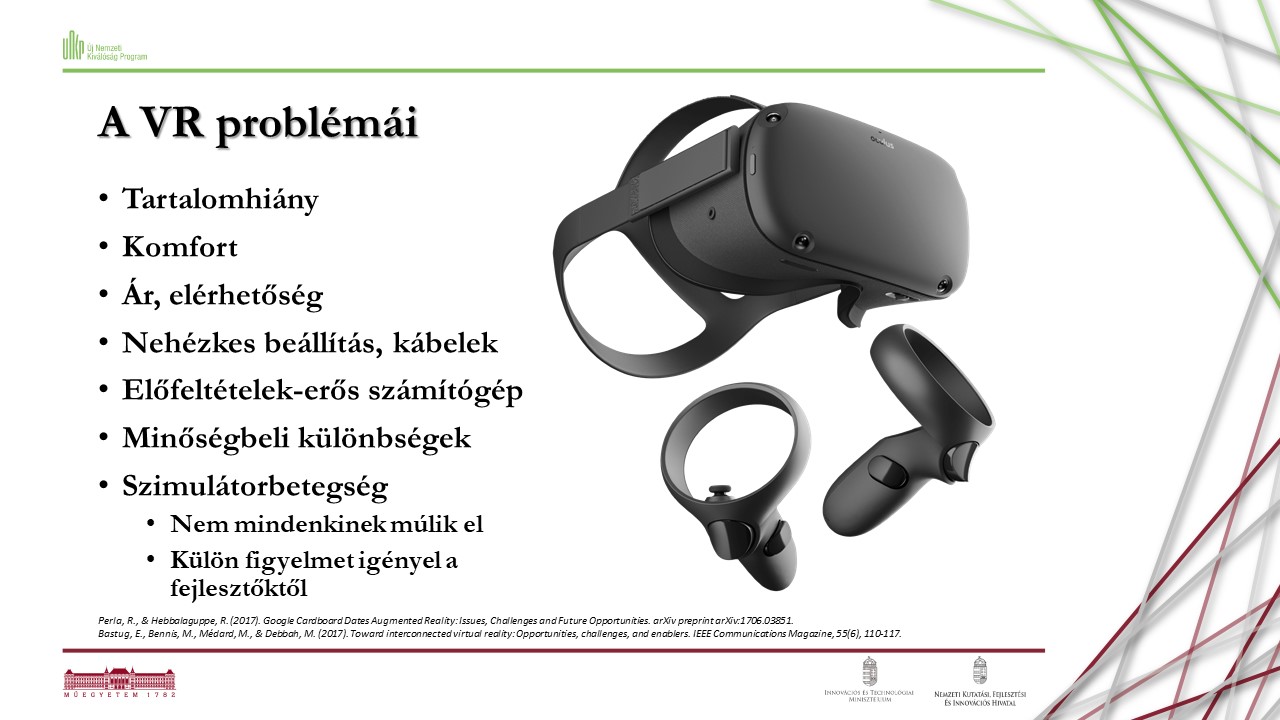 ÚNKP Új Nemzeti
Kiválóság Program
A VR problémái
• Tartalomhiány
• Komfort
• Ár, elérhetőség
• Nehézkes beállítás, kábelek
• Előfeltételek-erős számítógép
• Minőségbeli különbségek
• Szimulátorbetegség
• Nem mindenkinek múlik el
• Külön figyelmet igényel a
fejlesztőktől
oculus
Perla, R., & Hebbalaguppe, R. (2017). Google Cardboard Dates Augmented Reality: Issues, Challenges and Future Opportunities. arXiv preprint arXiv:1706.03851.
Bastug, E., Bennis, M., Médard, M., & Debbah, M. (2017). Toward interconnected virtual reality: Opportunities, challenges, and enablers. IEEE Communications Magazine, 55(6), 110-117.
MŰEGYETEM 1782
Innovációs és Technológiai
Minisztérium
Nemzeti Kutatási, Fejlesztési
és Innovációs Hivatal